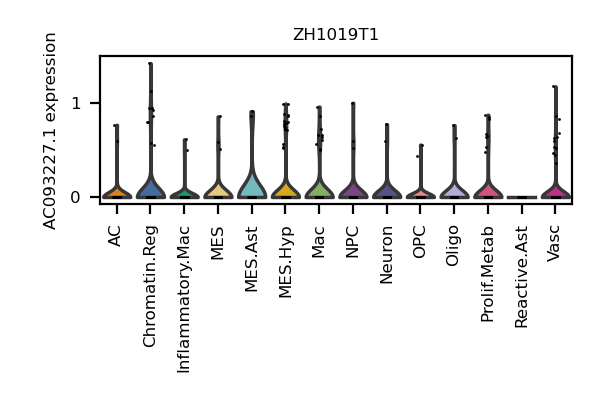 ZH1019T1
AC093227.1 expression
1
0
AC
Chromatin.Reg
Inflammatory.Mac
MES
MES.Ast
MES.Hyp
Mac
NPC
Neuron
OPC
Oligo
Prolif.Metab
Reactive.Ast
Vasc